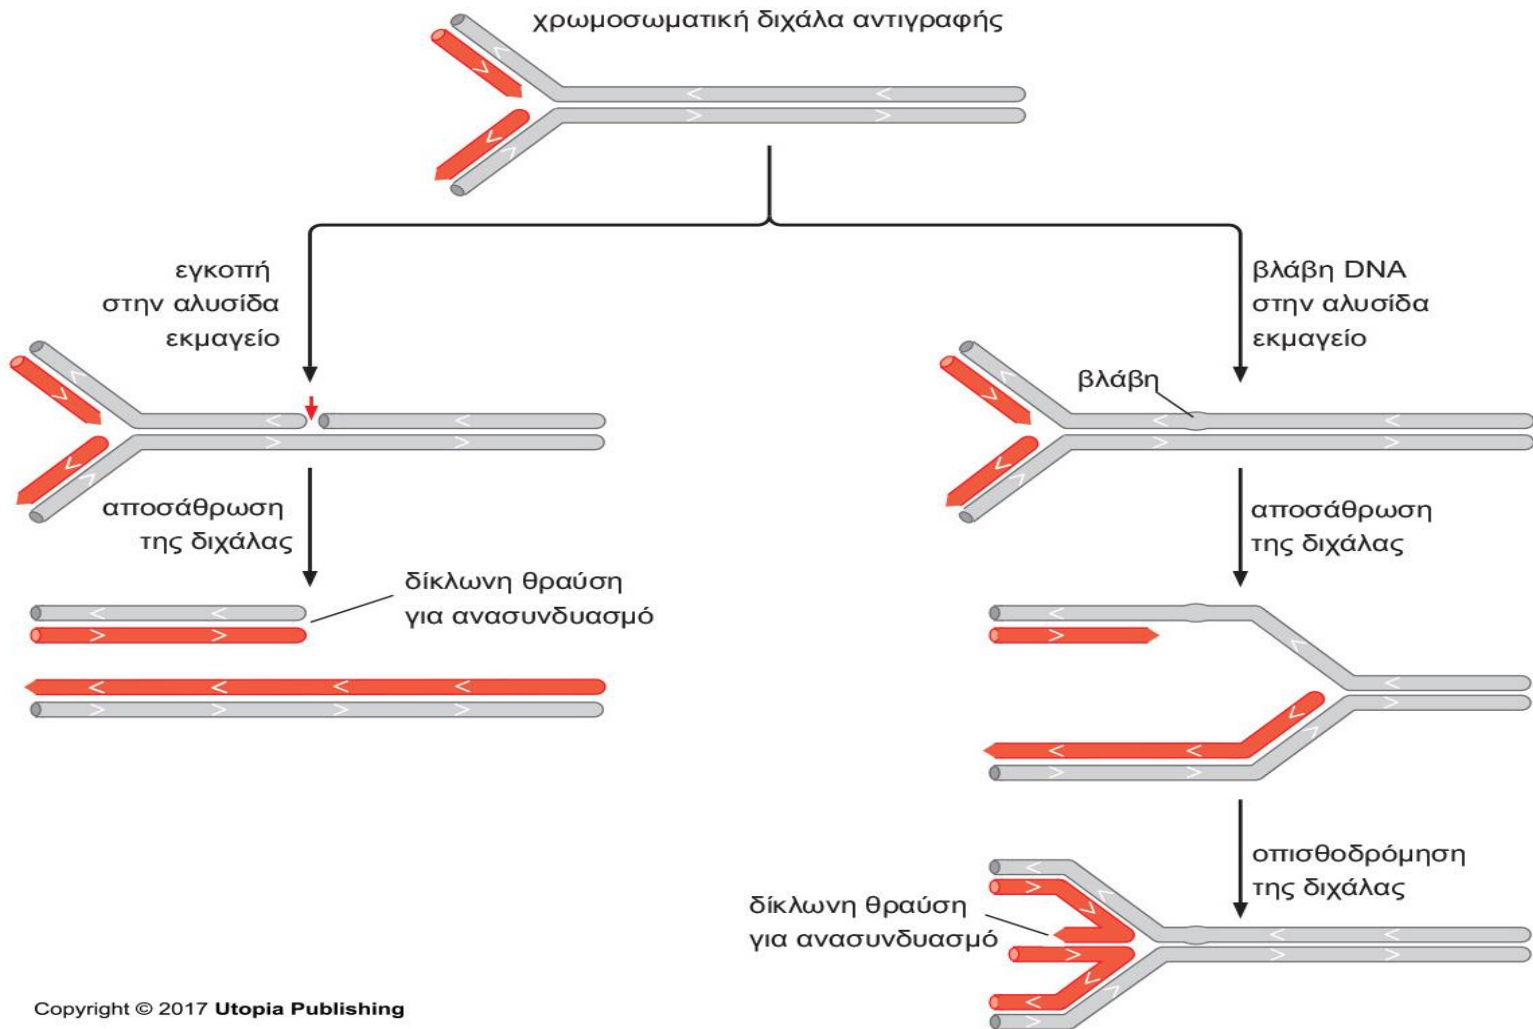 χρωμοσωματική διχάλα αντιγραφής
εγκοπή
στην αλυσίδα
εκμαγείο
βλάβη DNA
στην αλυσίδα
εκμαγείο
βλάβη
αποσάθρωση
της διχάλας
αποσάθρωση
της διχάλας
δίκλωνη θραύση
για ανασυνδυασμό
οπισθοδρόμηση
της διχάλας
δίκλωνη θραύση
για ανασυνδυασμό
Copyright © 2017 Utopia Publishing